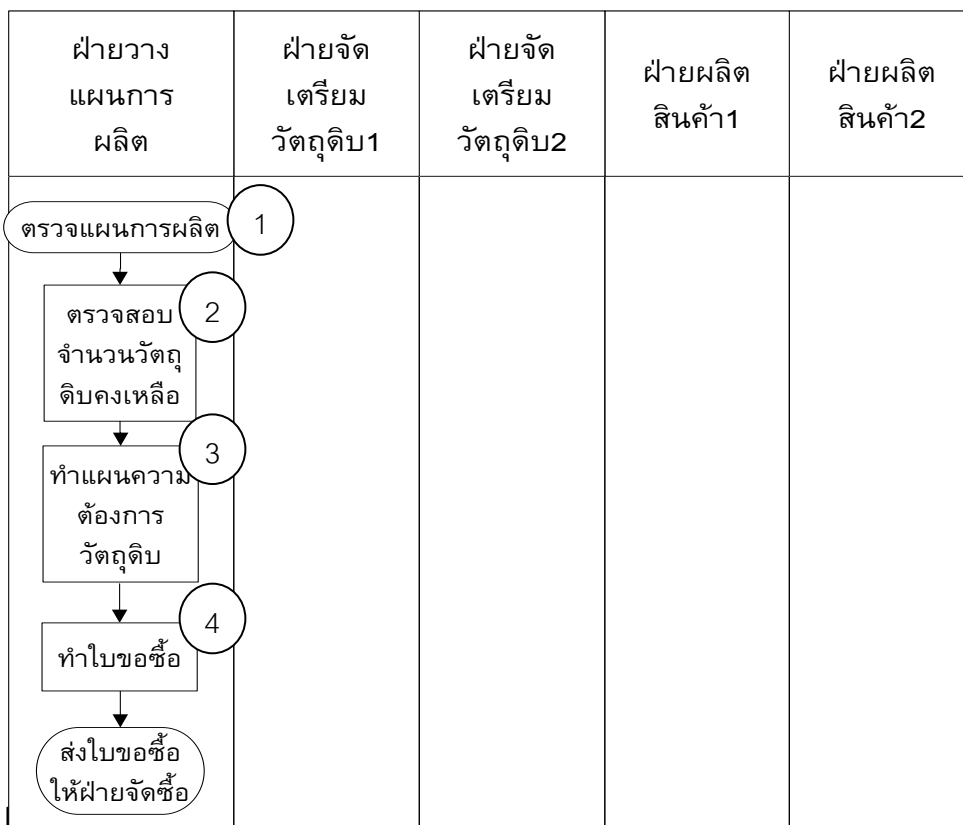 ฝ่ายวาง
แผนการ
ผลิต
ฝ่ายจัด
เตรียม
วัตถุดิบ1
ฝ่ายจัด
เตรียม
วัตถุดิบ2
ฝ่ายผลิต
สินค้า1
ฝ่ายผลิต
สินค้า2
ตรวจแผนการผลิต
1
ตรวจสอบ
จำนวนวัตถุ
ดิบคงเหลือ
2
ทำแผนความ
ต้องการ
วัตถุดิบ
3
ทำใบขอซื้อ
4
ส่งใบขอซื้อ
ให้ฝ่ายจัดซื้อ